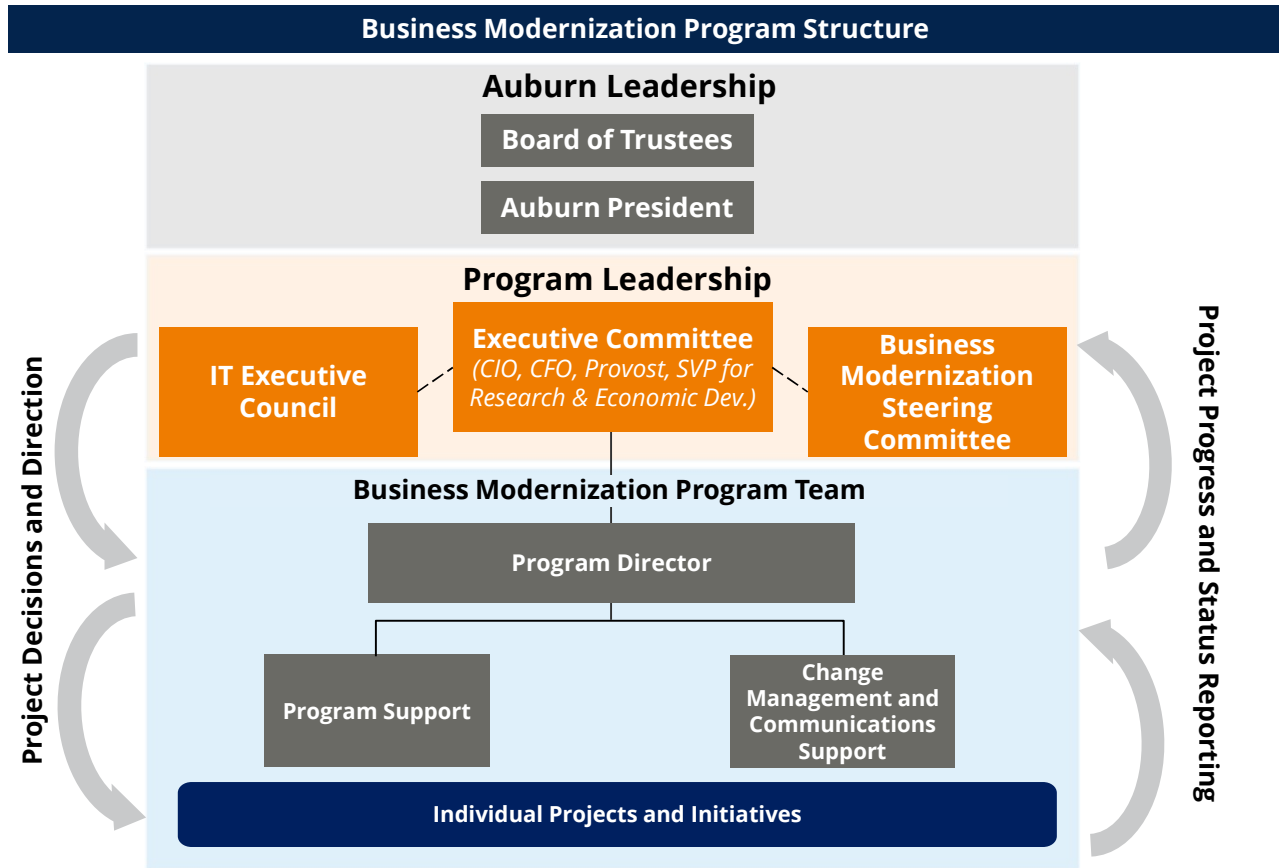 Business Modernization Program Structure
Auburn Leadership
Board of Trustees
Auburn President
Program Leadership
IT Executive
Council
Executive Committee
(CIO, CFO, Provost, SVP for
Research & Economic Dev.)
Business
Modernization
Steering
Committee
Business Modernization Program Team
Program Director
Program Support
Change
Management and
Communications
Support
Individual Projects and Initiatives
Project Decisions and Direction
Project Progress and Status Reporting